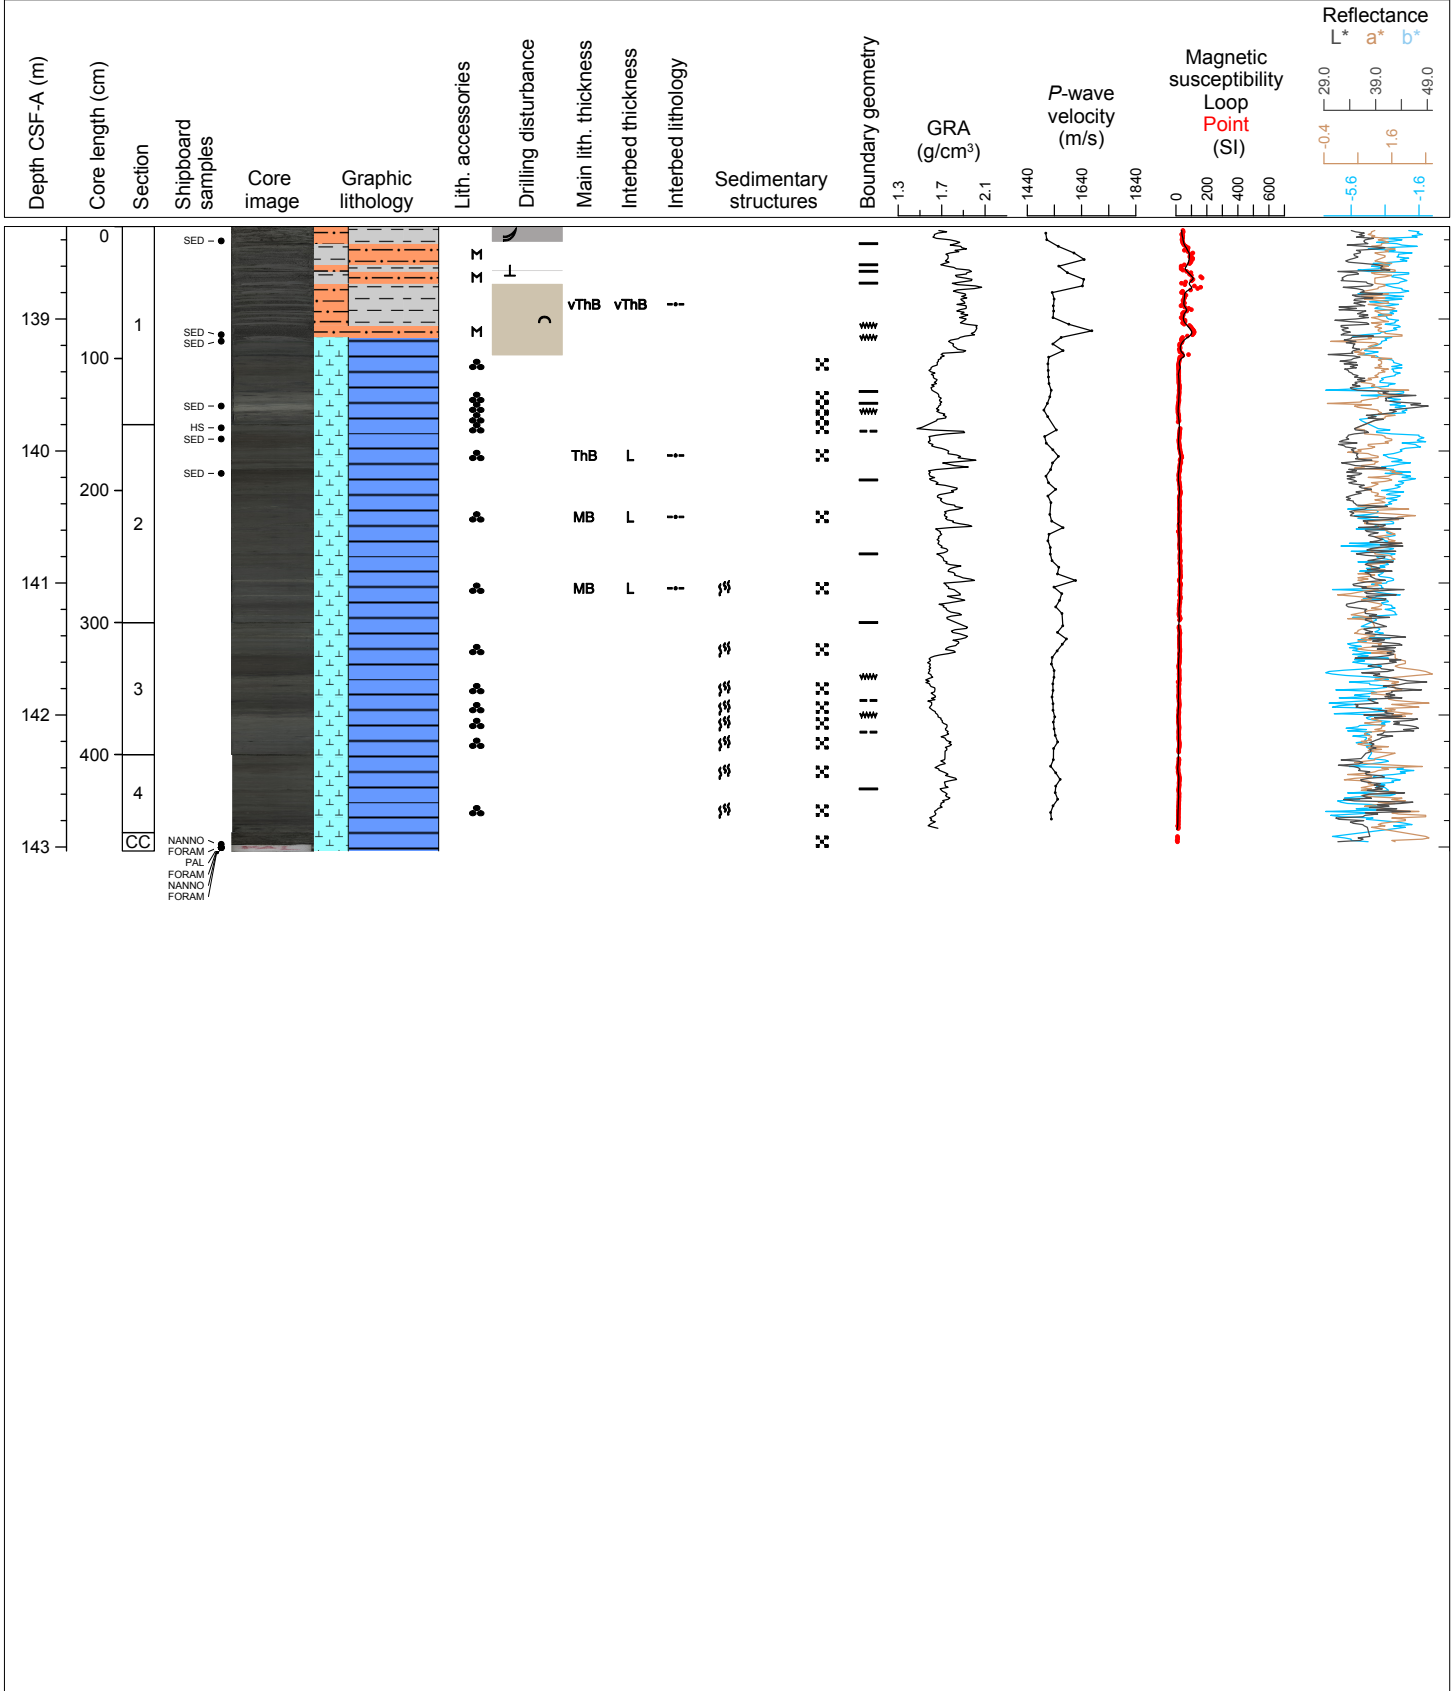 Depth CSF-A (m)
Core length (cm)
Section
Shipboard
samples
Core
image
Graphic
lithology
Lith. accessories
Drilling disturbance
Main lith. thickness
Interbed thickness
Interbed lithology
Sedimentary
structures
Boundary geometry
GRA
(g/cm³)
1.3 1.7 2.1
P-wave
velocity
(m/s)
1440 1640 1840
Magnetic
susceptibility
Loop
Point
(SI)
0 200 400 600
Reflectance
L* a* b*
29.0 39.0 49.0
-0.4 1.6
-5.6 -1.6
139
140
141
142
143
0
100
200
300
400
1
2
3
4
CC
SED
SED
SED
SED
HS
SED
SED
NANNO
FORAM
PAL
FORAM
NANNO
FORAM
M
M
M
vThB vThB
ThB L
MB L
MB L